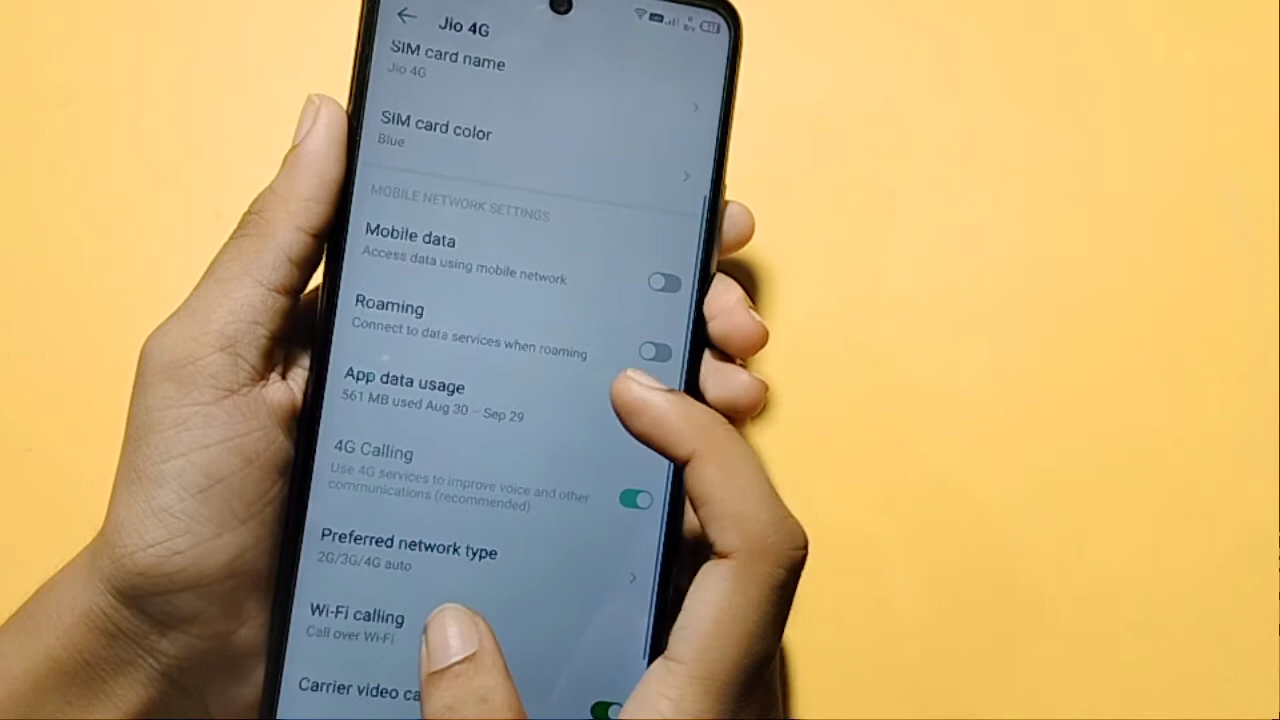 Jio 4G
SIM card name
Jio 4G
SIM card color
Blue
MOBILE NETWORK SETTINGS
Mobile data
Access data using mobile network
Roaming
Connect to data services when roaming
App data usage
561 MB used Aug 30 – Sep 29
4G Calling
Use 4G services to improve voice and other
communications (recommended)
Preferred network type
2G/3G/4G auto
Wi-Fi calling
Call over Wi-Fi
Carrier video